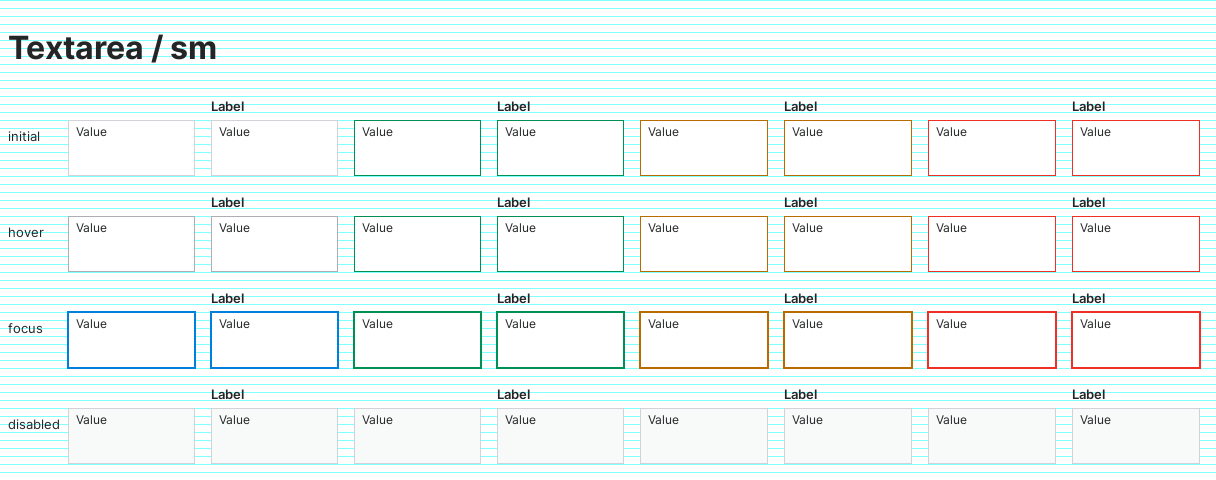 Textarea / sm
Label Label Label Label
initial Value Value Value Value Value Value Value Value
Label Label Label Label
hover Value Value Value Value Value Value Value Value
Label Label Label Label
focus Value Value Value Value Value Value Value Value
Label Label Label Label
disabled Value Value Value Value Value Value Value Value